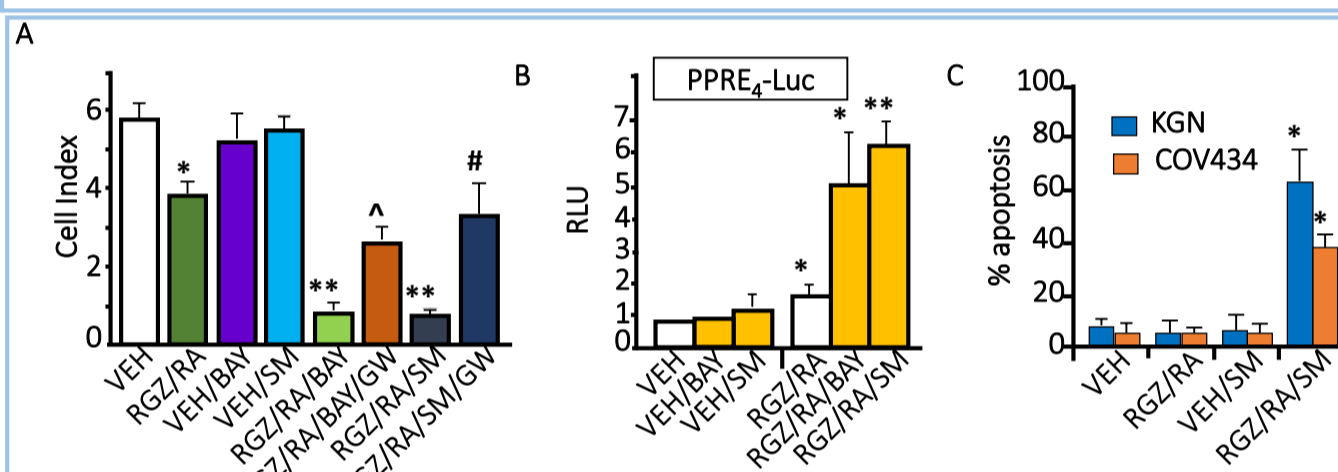 A
Cell Index
6
4
2
0
*
**
^
**
#
VEH
RGZ/RA
VEH/BAY
VEH/SM
RGZ/RA/BAY
GZ/RA/BAY/GW
RGZ/RA/SM
GZ/RA/SM/GW
B
PPRE4-Luc
RLU
7
6
5
4
3
2
1
0
*
*
**
VEH
VEH/BAY
VEH/SM
RGZ/RA
RGZ/RA/BAY
RGZ/RA/SM
C
% apoptosis
100
80
60
40
20
0
KGN
COV434
*
*
VEH
RGZ/RA
VEH/SM
RGZ/RA/SM